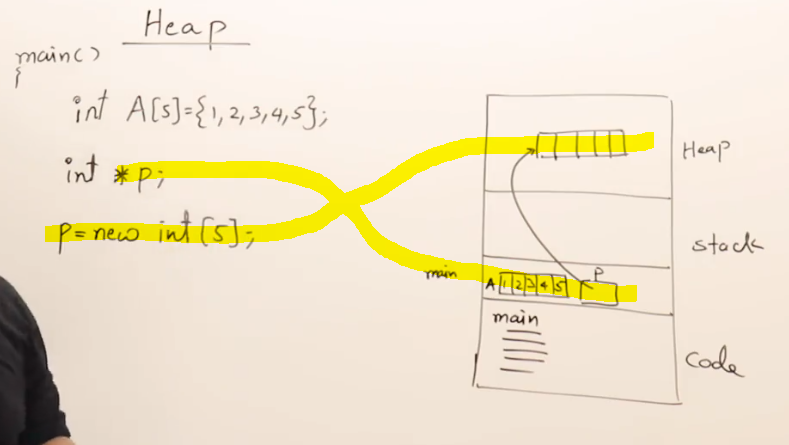 Heap
main()
{
int A[5]={1,2,3,4,5};
int *p;
p=new int[5];
Heap
stack
main A 1 2 3 4 5 P
main
code